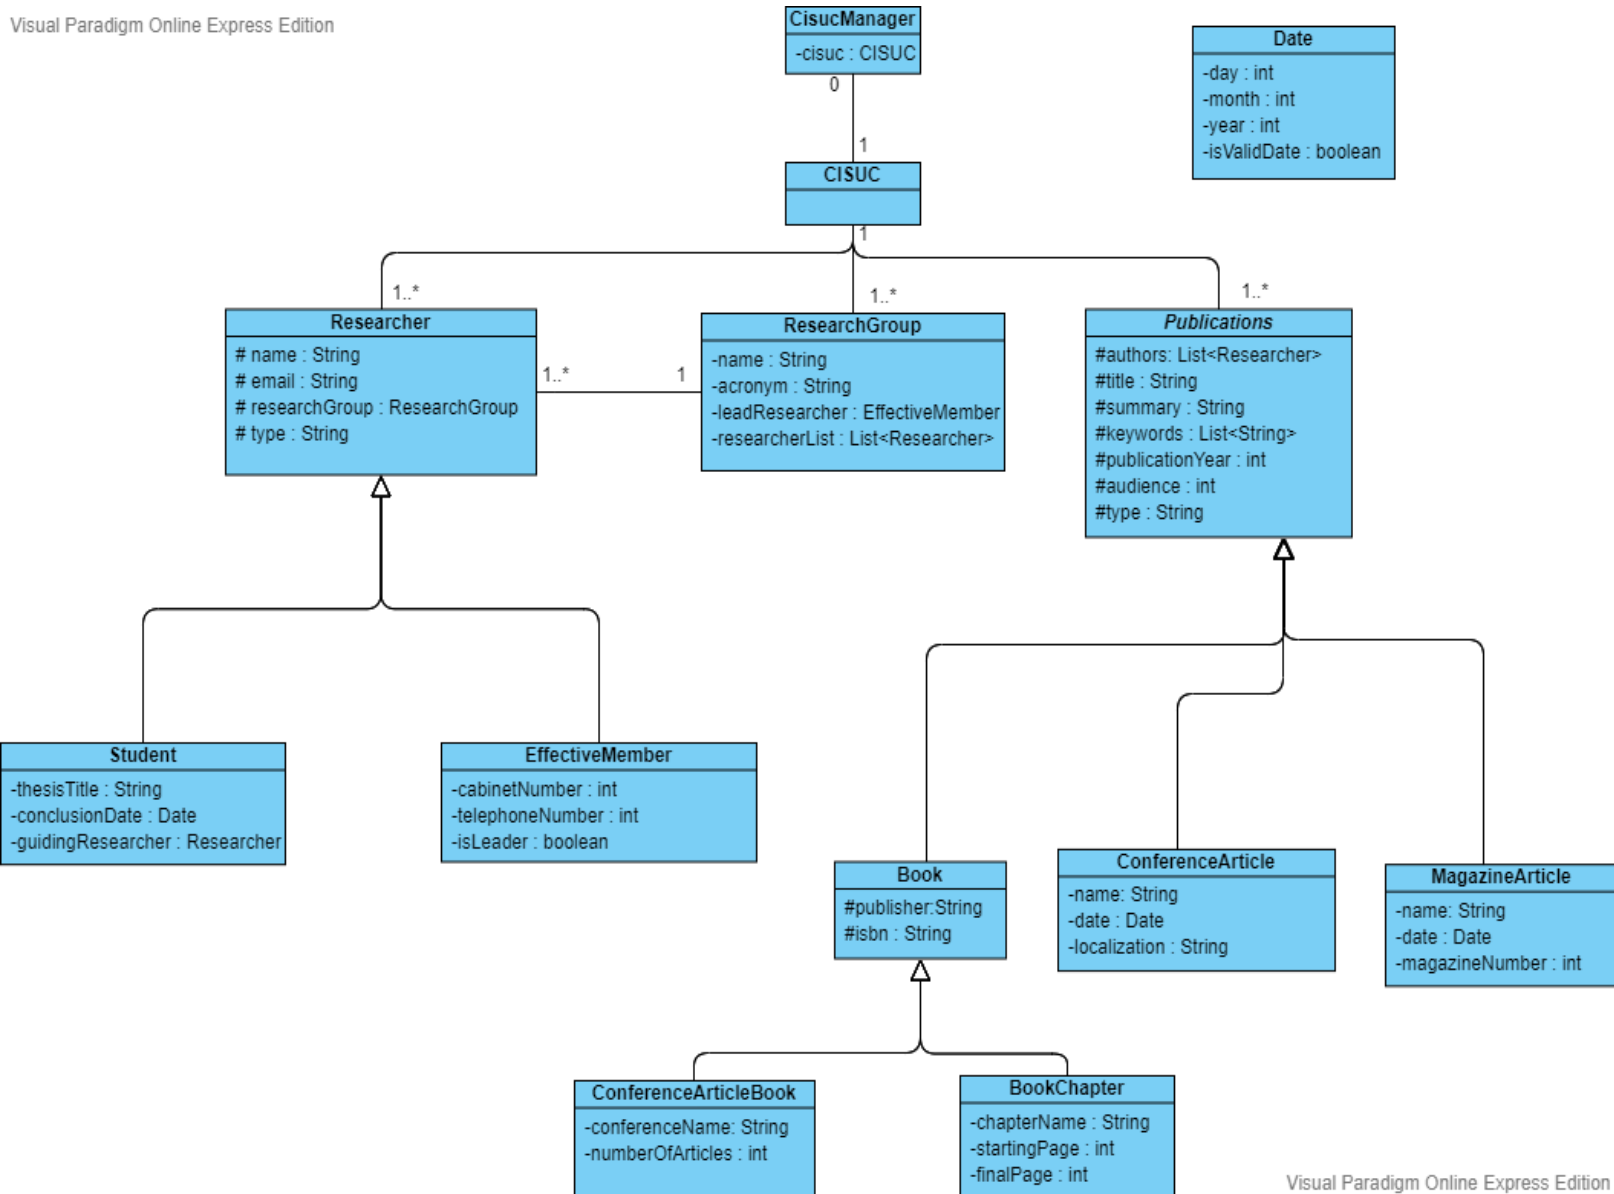 Visual Paradigm Online Express Edition
CisucManager
-cisuc : CISUC
0
1
Date
-day : int
-month : int
-year : int
-isValidDate : boolean
CISUC
1
1..*
1..*
1..*
Researcher
# name : String
# email : String
# researchGroup : ResearchGroup
# type : String
1..*
1
ResearchGroup
-name : String
-acronym : String
-leadResearcher : EffectiveMember
-researcherList : List<Researcher>
Publications
#authors: List<Researcher>
#title : String
#summary : String
#keywords : List<String>
#publicationYear : int
#audience : int
#type : String
Student
-thesisTitle : String
-conclusionDate : Date
-guidingResearcher : Researcher
EffectiveMember
-cabinetNumber : int
-telephoneNumber : int
-isLeader : boolean
Book
#publisher:String
#isbn : String
ConferenceArticle
-name: String
-date : Date
-localization : String
MagazineArticle
-name: String
-date : Date
-magazineNumber : int
ConferenceArticleBook
-conferenceName: String
-numberOfArticles : int
BookChapter
-chapterName : String
-startingPage : int
-finalPage : int
Visual Paradigm Online Express Edition